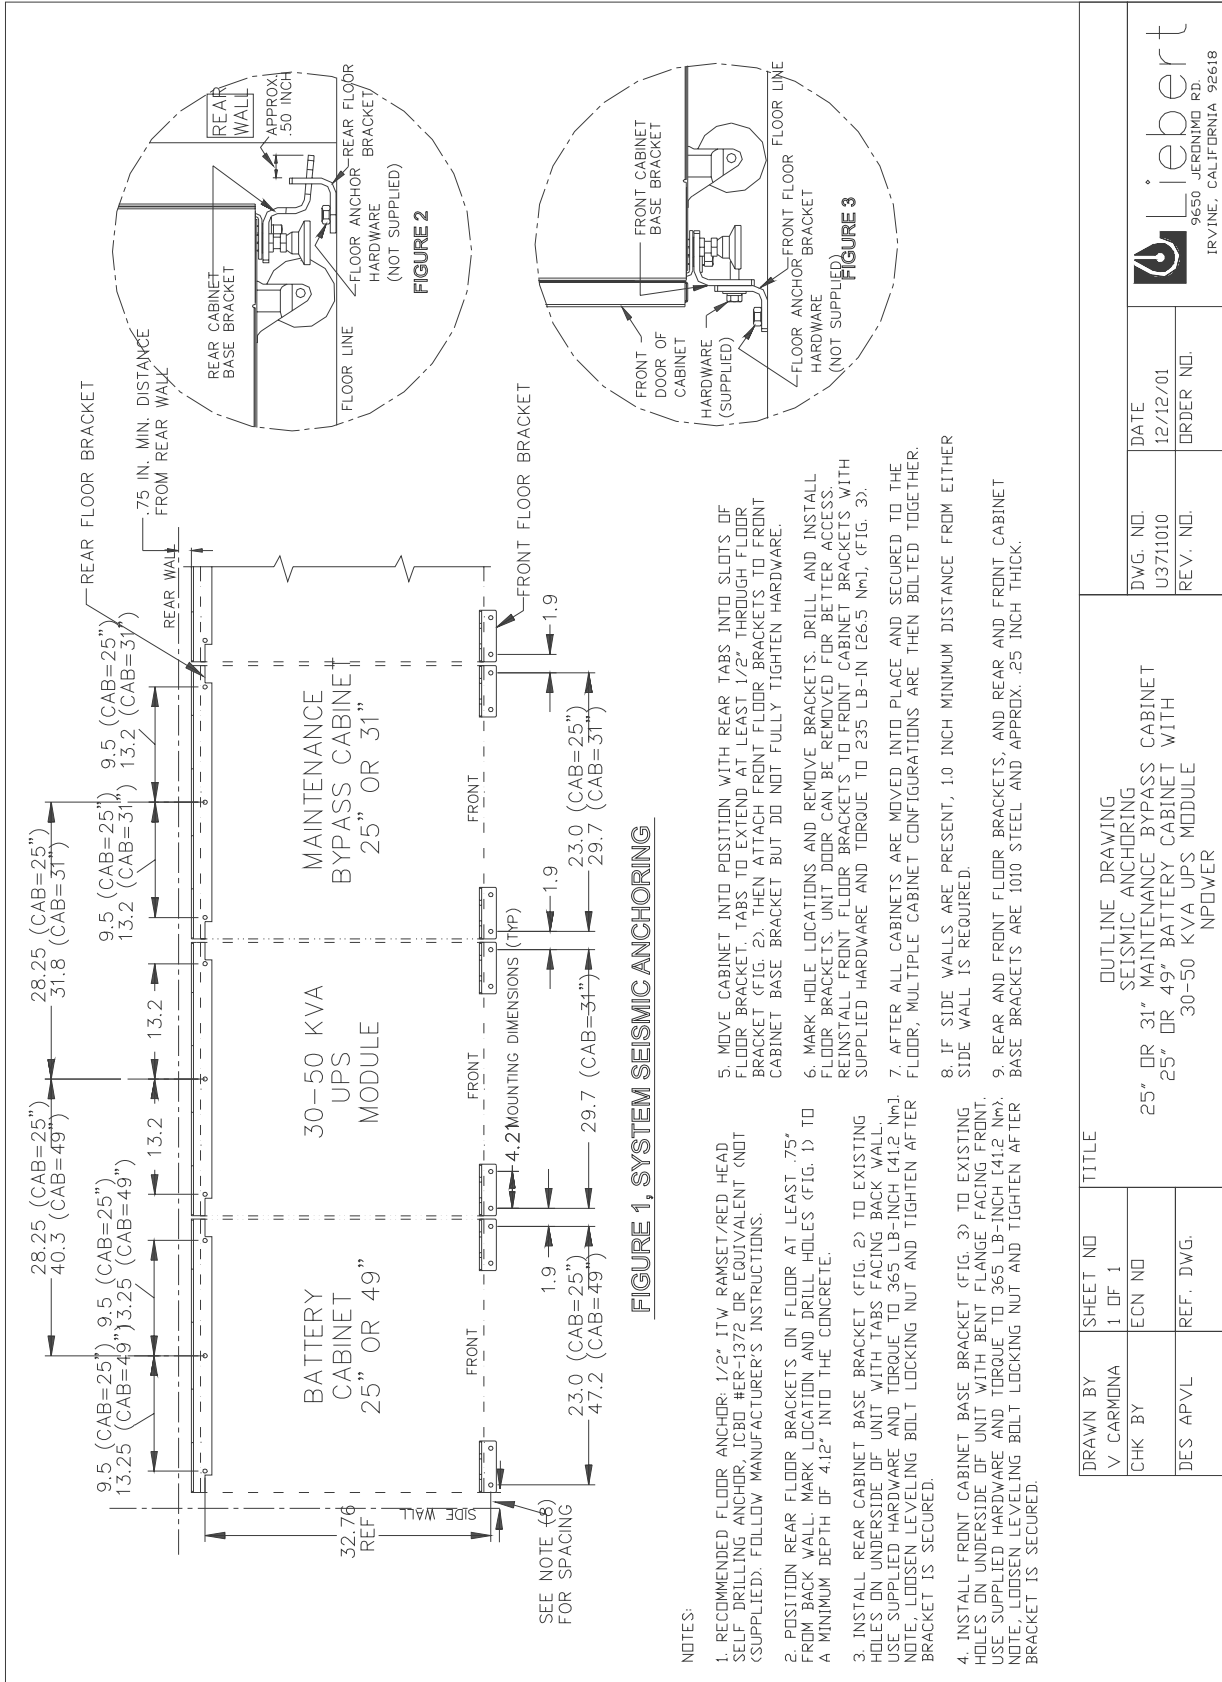 28.25 (CAB=25")
40.3 (CAB=49")
28.25 (CAB=25")
31.8 (CAB=31")
9.5 (CAB=25")
13.25 (CAB=49")
9.5 (CAB=25")
13.25 (CAB=49")
13.2
13.2
9.5 (CAB=25")
13.2 (CAB=31")
9.5 (CAB=25")
13.2 (CAB=31")
REAR FLOOR BRACKET
.75 IN. MIN. DISTANCE
FROM REAR WALL
REAR WALL
32.76
REF
SIDE WALL
SEE NOTE (8)
FOR SPACING
BATTERY
CABINET
25" OR 49"
FRONT
30-50 KVA
UPS
MODULE
FRONT
MAINTENANCE
BYPASS CABINET
25" OR 31"
FRONT
FRONT FLOOR BRACKET
1.9
4.21
MOUNTING DIMENSIONS (TYP)
1.9
1.9
23.0 (CAB=25")
47.2 (CAB=49")
29.7 (CAB=31")
23.0 (CAB=25")
29.7 (CAB=31")
FIGURE 1, SYSTEM SEISMIC ANCHORING
REAR
WALL
APPROX.
.50 INCH
REAR CABINET
BASE BRACKET
REAR FLOOR
BRACKET
FLOOR LINE
FLOOR ANCHOR
HARDWARE
(NOT SUPPLIED)
FIGURE 2
FRONT CABINET
BASE BRACKET
FRONT
DOOR OF
CABINET
HARDWARE
(SUPPLIED)
FLOOR LINE
FLOOR ANCHOR
HARDWARE
(NOT SUPPLIED)
FRONT FLOOR
BRACKET
FIGURE 3
NOTES:
1. RECOMMENDED FLOOR ANCHOR: 1/2" ITW RAMSET/RED HEAD
SELF DRILLING ANCHOR, ICBO #ER-1372 OR EQUIVALENT (NOT
(SUPPLIED). FOLLOW MANUFACTURER'S INSTRUCTIONS.
2. POSITION REAR FLOOR BRACKETS ON FLOOR AT LEAST .75"
FROM BACK WALL. MARK LOCATION AND DRILL HOLES (FIG. 1) TO
A MINIMUM DEPTH OF 4.12" INTO THE CONCRETE.
3. INSTALL REAR CABINET BASE BRACKET (FIG. 2) TO EXISTING
HOLES ON UNDERSIDE OF UNIT WITH TABS FACING BACK WALL.
USE SUPPLIED HARDWARE AND TORQUE TO 365 LB-INCH [41.2 Nm].
NOTE, LOOSEN LEVELING BOLT LOCKING NUT AND TIGHTEN AFTER
BRACKET IS SECURED.
4. INSTALL FRONT CABINET BASE BRACKET (FIG. 3) TO EXISTING
HOLES ON UNDERSIDE OF UNIT WITH BENT FLANGE FACING FRONT.
USE SUPPLIED HARDWARE AND TORQUE TO 365 LB-INCH [41.2 Nm).
NOTE, LOOSEN LEVELING BOLT LOCKING NUT AND TIGHTEN AFTER
BRACKET IS SECURED.
5. MOVE CABINET INTO POSITION WITH REAR TABS INTO SLOTS OF
FLOOR BRACKET. TABS TO EXTEND AT LEAST 1/2" THROUGH FLOOR
BRACKET (FIG. 2). THEN ATTACH FRONT FLOOR BRACKETS TO FRONT
CABINET BASE BRACKET BUT DO NOT FULLY TIGHTEN HARDWARE.
6. MARK HOLE LOCATIONS AND REMOVE BRACKETS. DRILL AND INSTALL
FLOOR BRACKETS. UNIT DOOR CAN BE REMOVED FOR BETTER ACCESS.
REINSTALL FRONT FLOOR BRACKETS TO FRONT CABINET BRACKETS WITH
SUPPLIED HARDWARE AND TORQUE TO 235 LB-IN [26.5 Nm], (FIG. 3).
7. AFTER ALL CABINETS ARE MOVED INTO PLACE AND SECURED TO THE
FLOOR, MULTIPLE CABINET CONFIGURATIONS ARE THEN BOLTED TOGETHER.
8. IF SIDE WALLS ARE PRESENT, 1.0 INCH MINIMUM DISTANCE FROM EITHER
SIDE WALL IS REQUIRED.
9. REAR AND FRONT FLOOR BRACKETS, AND REAR AND FRONT CABINET
BASE BRACKETS ARE 1010 STEEL AND APPROX. .25 INCH THICK.
DRAWN BY
V CARMONA
CHK BY
DES APVL
SHEET NO
1 OF 1
ECN NO
REF. DWG.
TITLE
OUTLINE DRAWING
SEISMIC ANCHORING
25" OR 31" MAINTENANCE BYPASS CABINET
25" OR 49" BATTERY CABINET WITH
30-50 KVA UPS MODULE
NPOWER
DWG. NO.
U3711010
REV. NO.
DATE
12/12/01
ORDER NO.
Liebert
9650 JERONIMO RD.
IRVINE, CALIFORNIA 92618